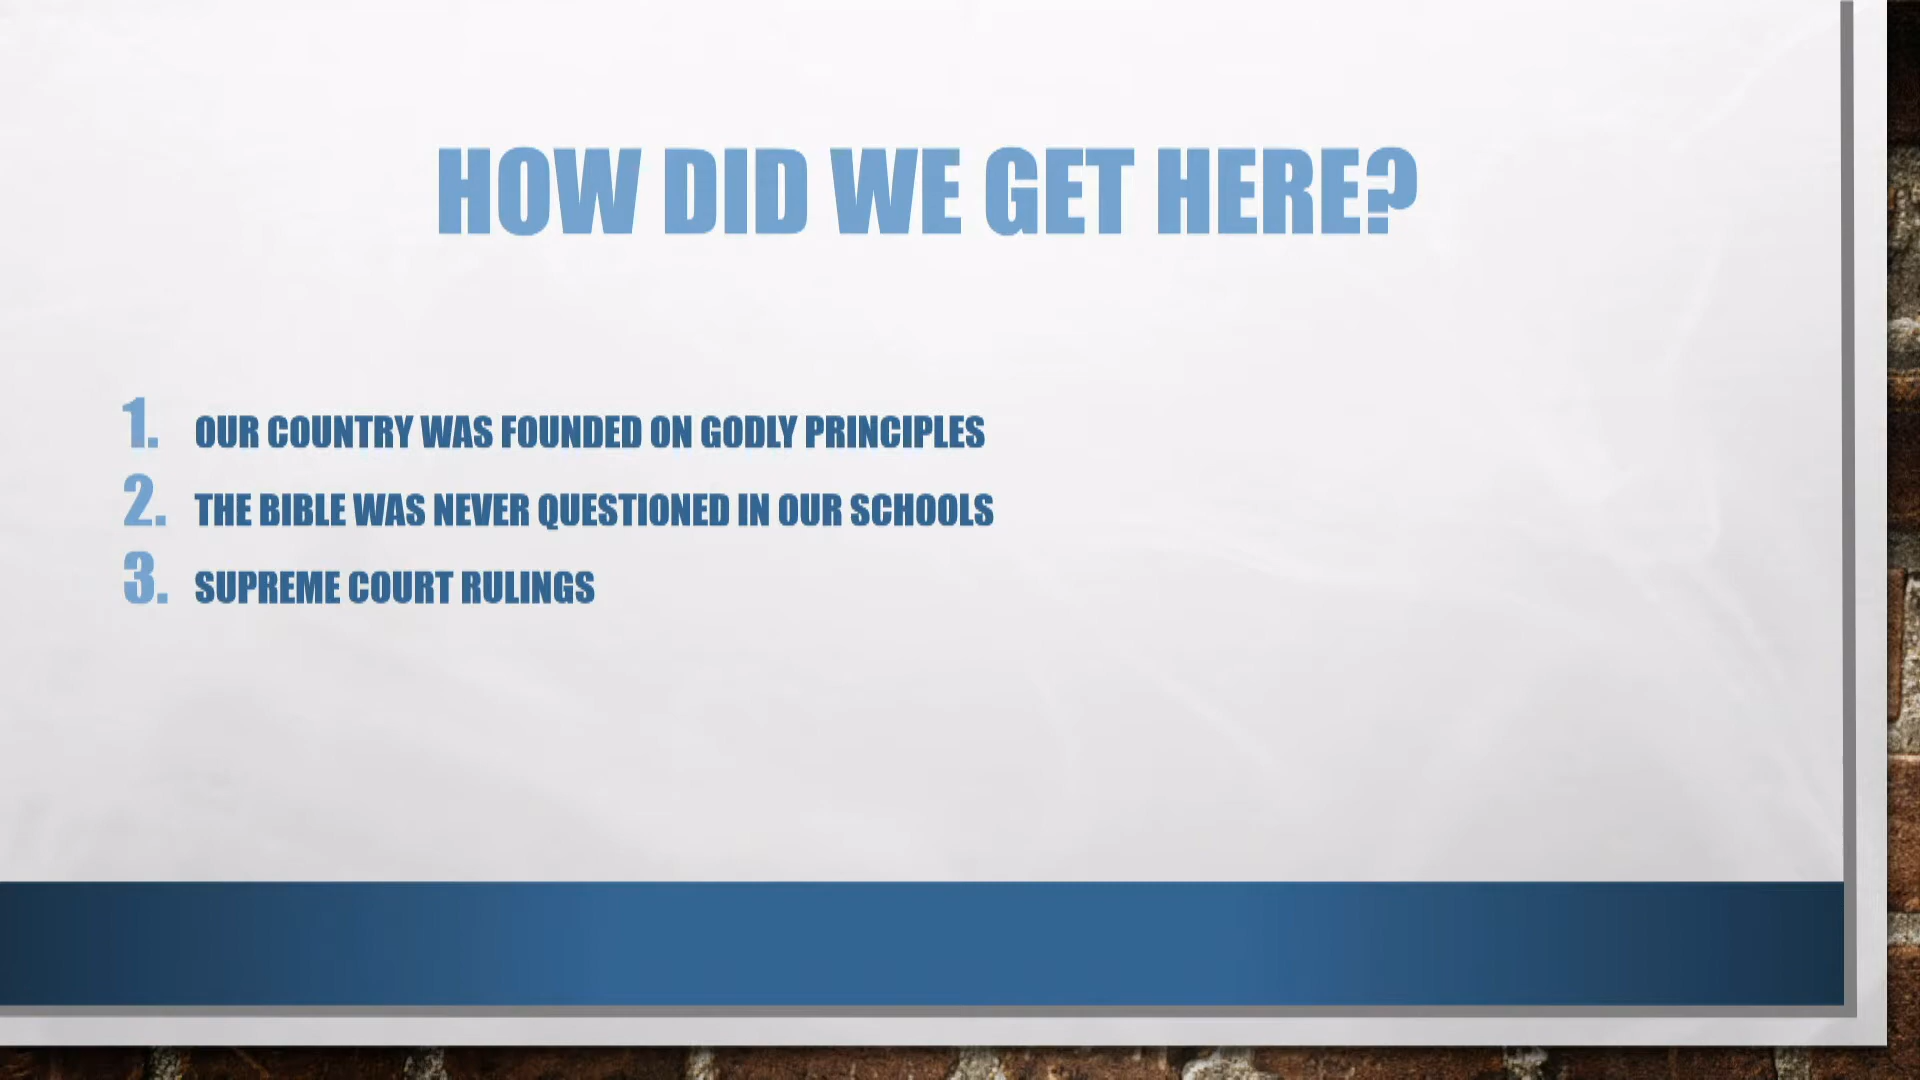 HOW DID WE GET HERE?
1. OUR COUNTRY WAS FOUNDED ON GODLY PRINCIPLES
2. THE BIBLE WAS NEVER QUESTIONED IN OUR SCHOOLS
3. SUPREME COURT RULINGS